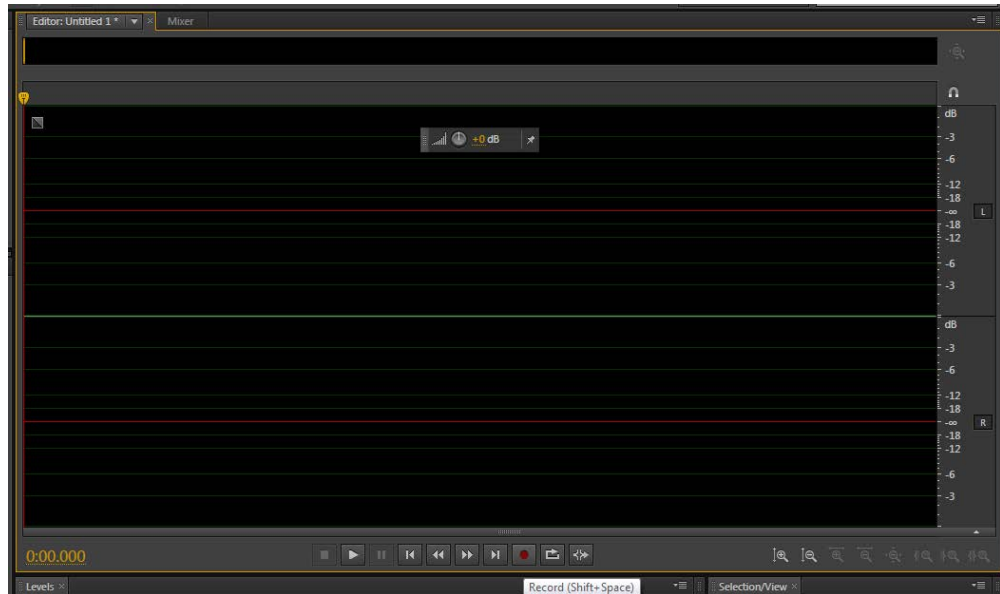 Editor: Untitled 1 *
Mixer
+0 dB
dB
-3
-6
-12
-18
-∞
L
-18
-12
-6
-3
dB
-3
-6
-12
-18
-∞
R
-18
-12
-6
-3
0:00.000
Levels
Record (Shift+Space)
Selection/View